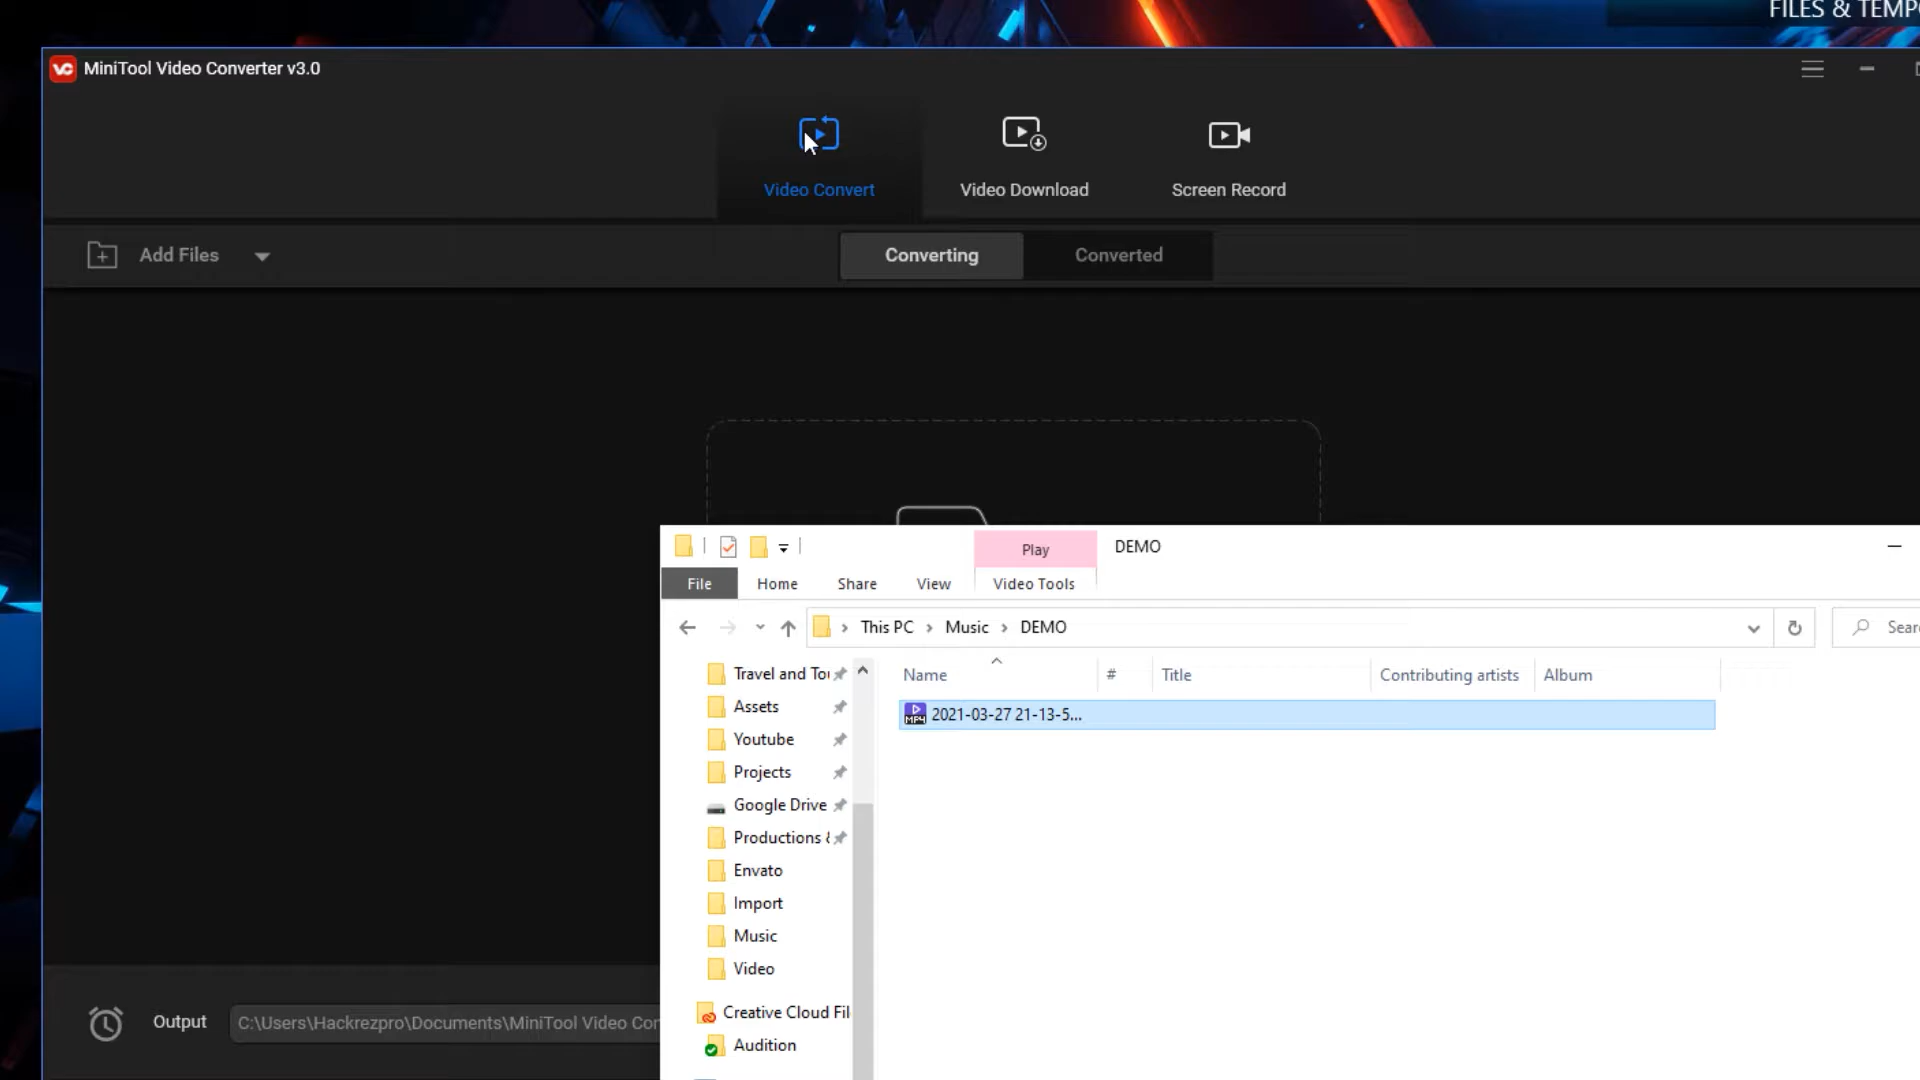 FILES & TEMP
MiniTool Video Converter v3.0
Video Convert
Video Download
Screen Record
Add Files
Converting
Converted
Play
DEMO
File
Home
Share
View
Video Tools
This PC
Music
DEMO
Sear
Travel and To
Name
#
Title
Contributing artists
Album
Assets
MP4
2021-03-27 21-13-5...
Youtube
Projects
Google Drive
Productions &
Envato
Import
Music
Video
Creative Cloud Fil
Audition
Output
C:\Users\Hackrezpro\Documents\MiniTool Video Con